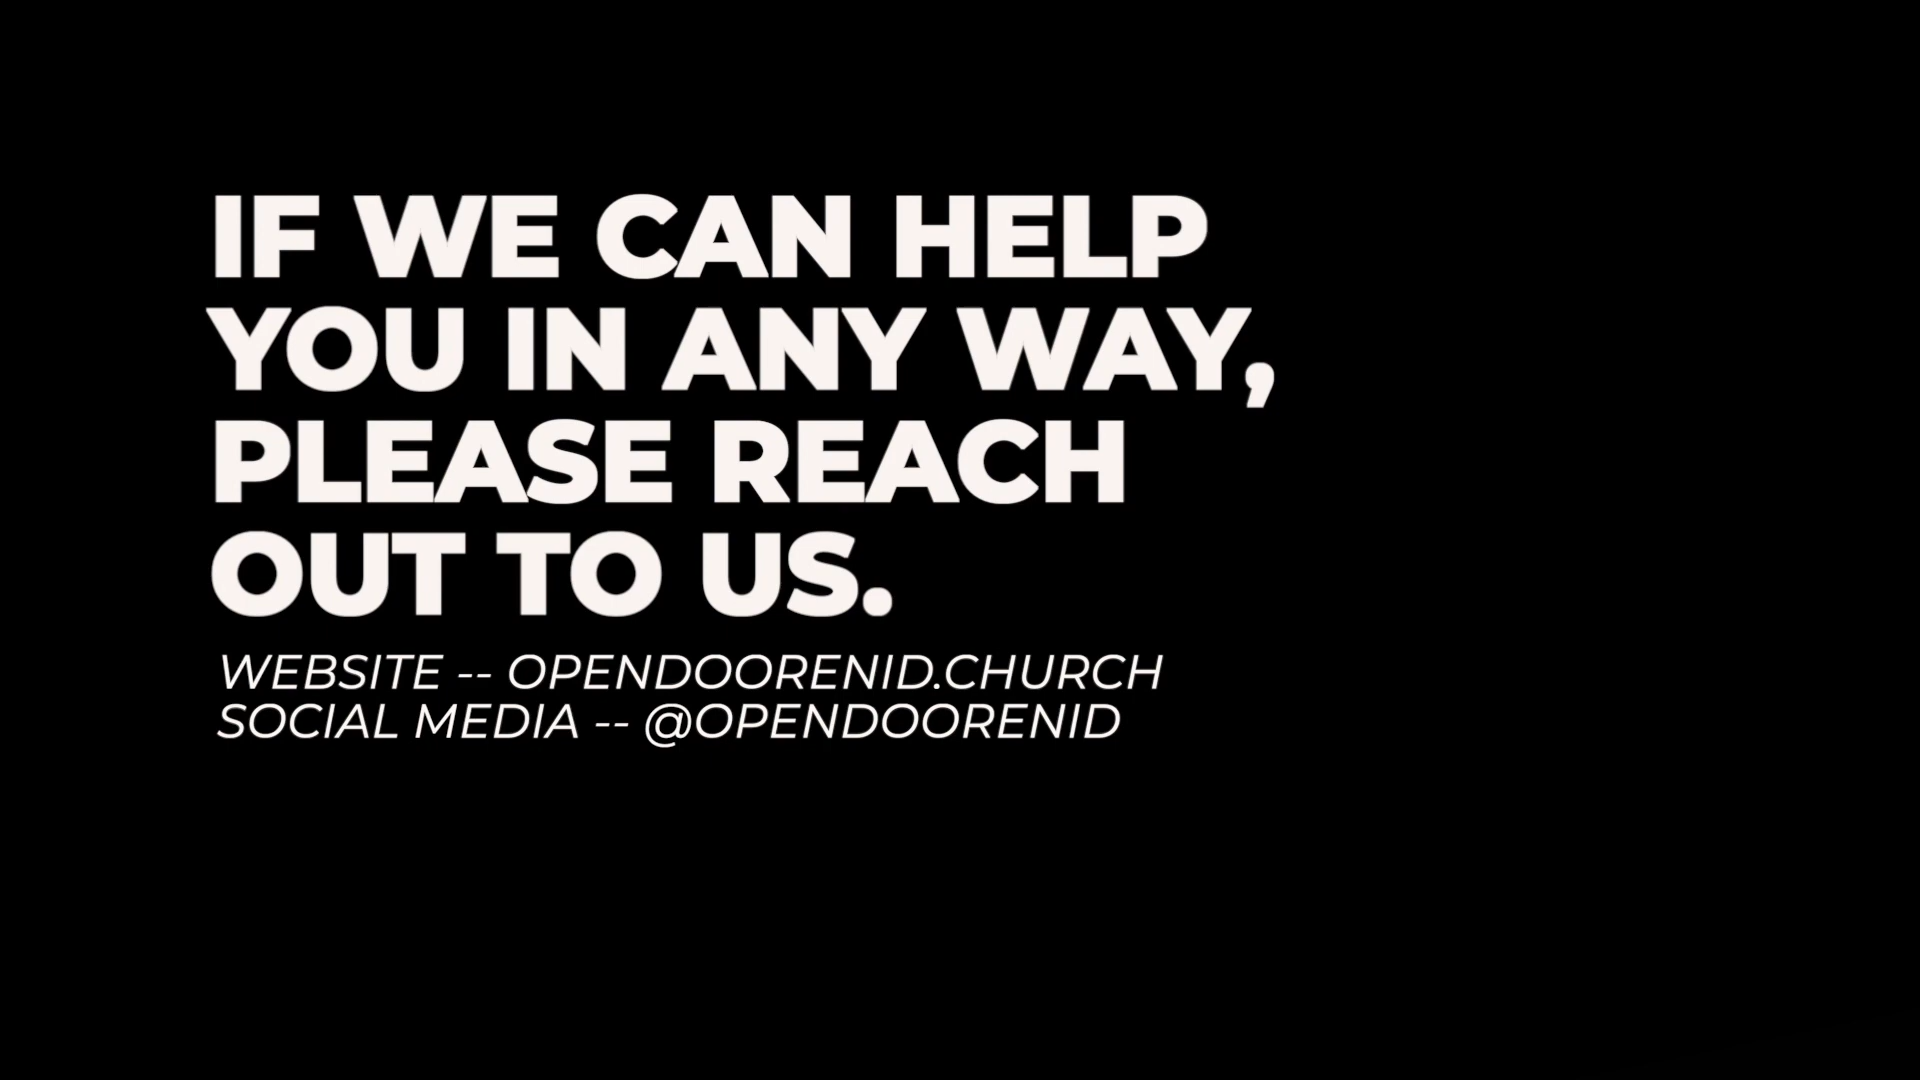 IF WE CAN HELP
YOU IN ANY WAY,
PLEASE REACH
OUT TO US.
WEBSITE -- OPENDOORENID.CHURCH
SOCIAL MEDIA -- @OPENDOORENID